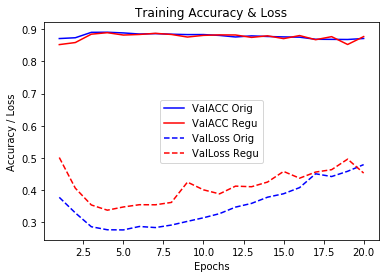 Training Accuracy & Loss
Accuracy / Loss
0.9
0.8
0.7
0.6
0.5
0.4
0.3
ValACC Orig
ValACC Regu
ValLoss Orig
ValLoss Regu
2.5 5.0 7.5 10.0 12.5 15.0 17.5 20.0
Epochs